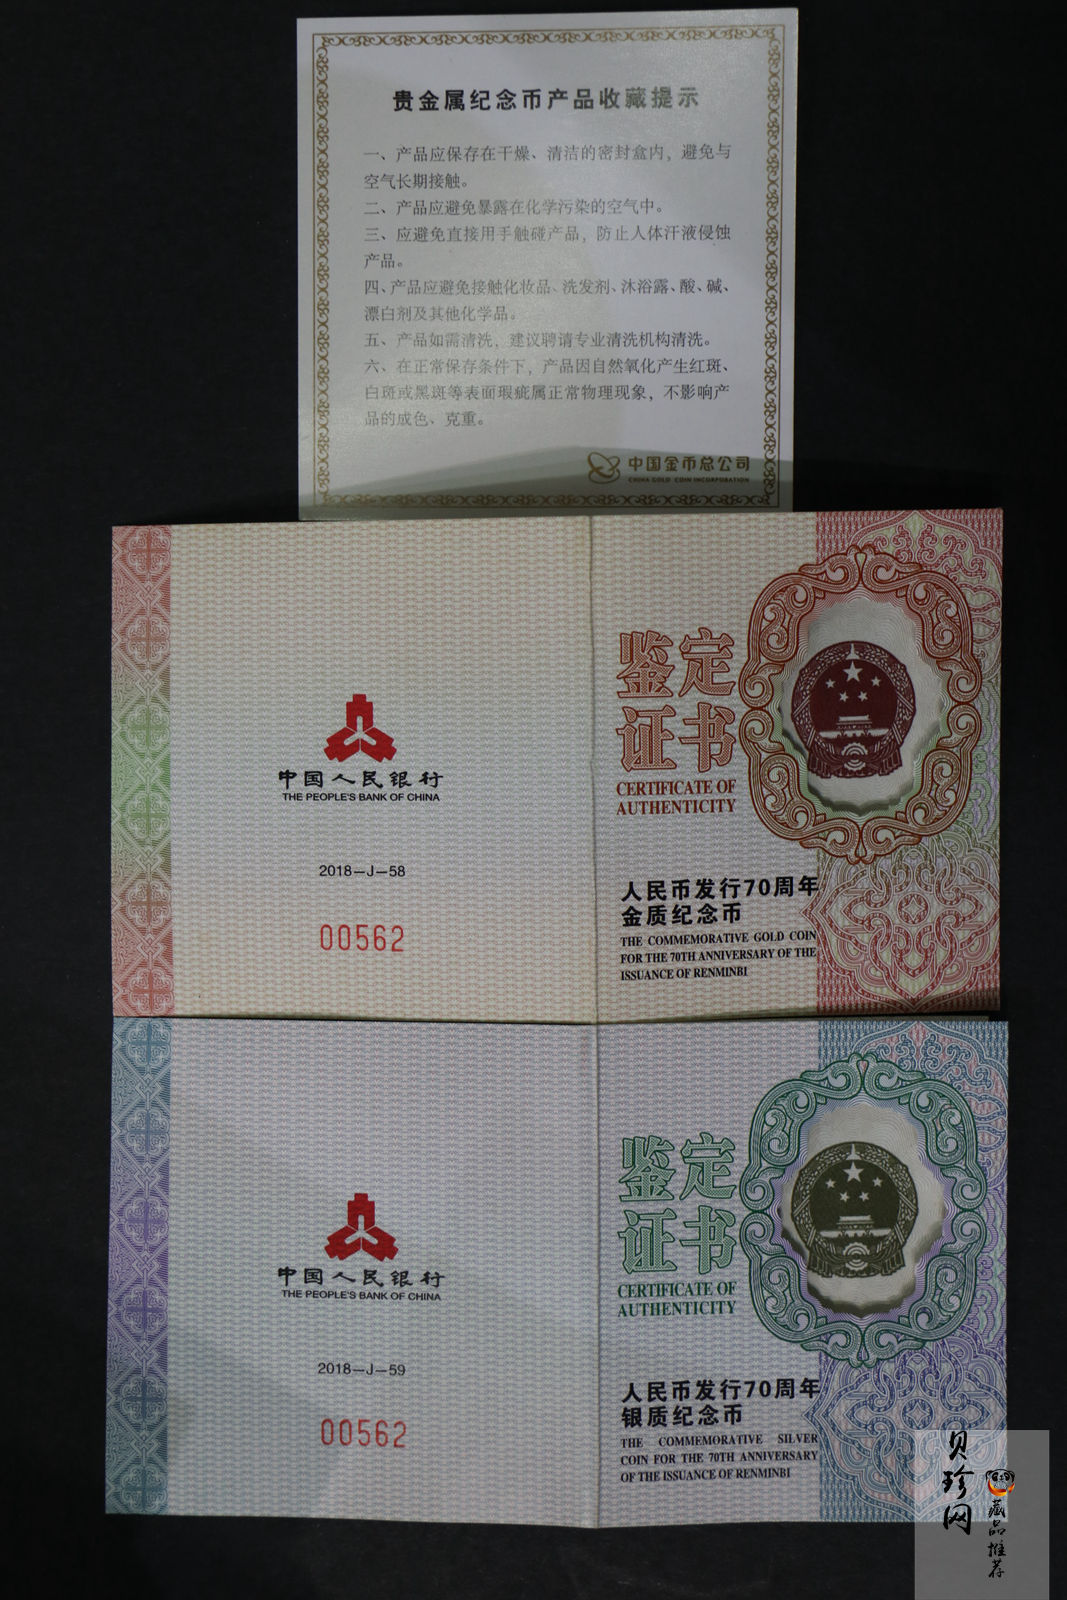 贵金属纪念币产品收藏提示
一、产品应保存在干燥、清洁的密封盒内，避免与
空气长期接触。
二、产品应避免暴露在化学污染的空气中。
三、应避免直接用手触碰产品，防止人体汗液侵蚀
产品。
四、产品应避免接触化妆品、洗发剂、沐浴露、酸、碱、
漂白剂及其他化学品。
五、产品如需清洗，建议聘请专业清洗机构清洗。
六、在正常保存条件下，产品因自然氧化产生红斑、
白斑或黑斑等表面瑕疵属正常物理现象，不影响产
品的成色、克重。
中国金币总公司
CHINA GOLD COIN INCORPORATION
中国人民银行
THE PEOPLE'S BANK OF CHINA
2018-J-58
00562
鉴定
证书
CERTIFICATE OF
AUTHENTICITY
人民币发行70周年
金质纪念币
THE COMMEMORATIVE GOLD COIN
FOR THE 70TH ANNIVERSARY OF THE
ISSUANCE OF RENMINBI
中国人民银行
THE PEOPLE'S BANK OF CHINA
2018-J-59
00562
鉴定
证书
CERTIFICATE OF
AUTHENTICITY
人民币发行70周年
银质纪念币
THE COMMEMORATIVE SILVER
COIN FOR THE 70TH ANNIVERSARY
OF THE ISSUANCE OF RENMINBI
贝珍网
藏品推荐